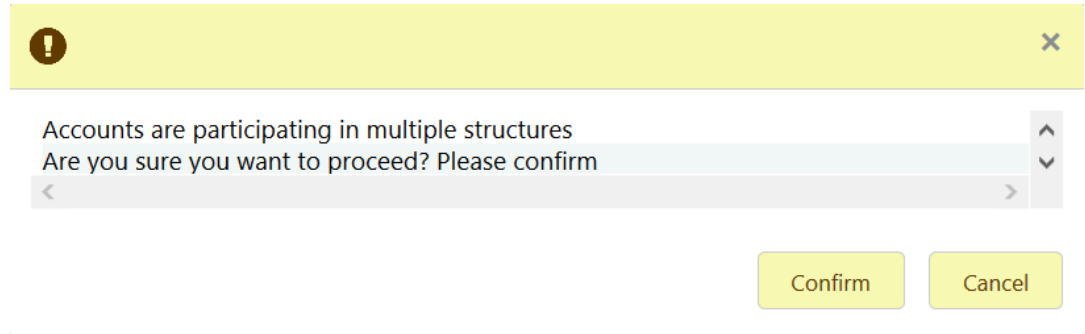 Accounts are participating in multiple structures
Are you sure you want to proceed? Please confirm
Confirm Cancel